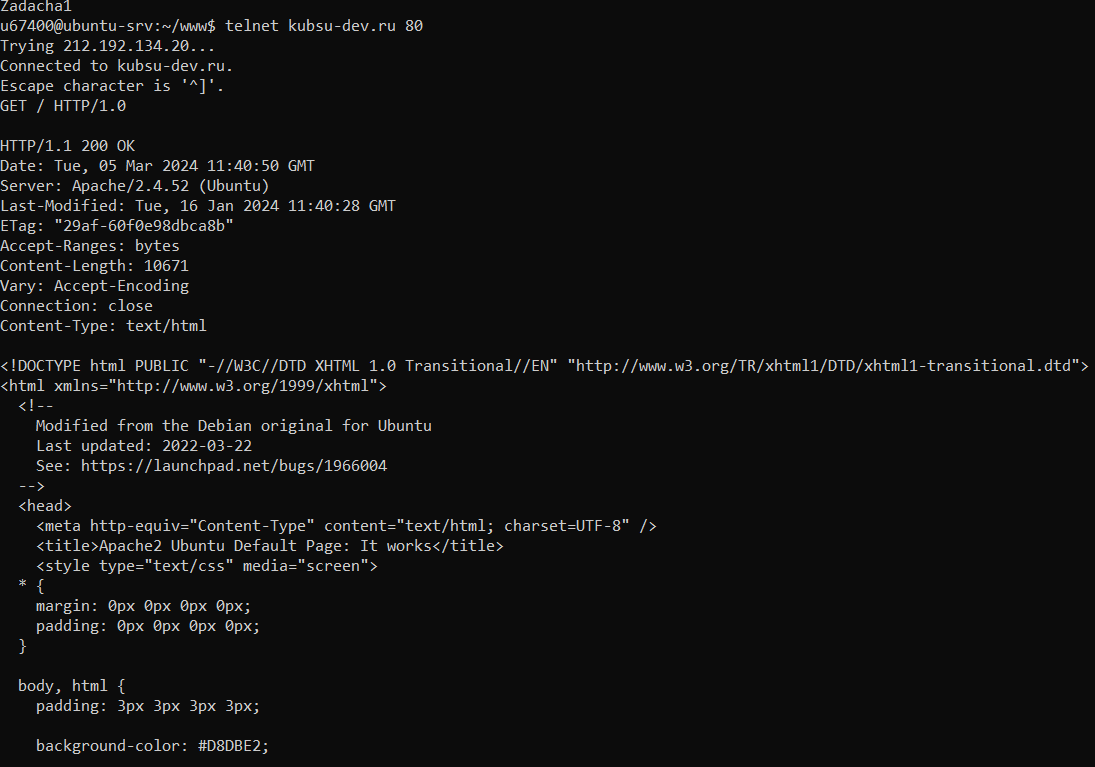 Zadacha1
u67400@ubuntu-srv:~/www$ telnet kubsu-dev.ru 80
Trying 212.192.134.20...
Connected to kubsu-dev.ru.
Escape character is '^]'.
GET / HTTP/1.0

HTTP/1.1 200 OK
Date: Tue, 05 Mar 2024 11:40:50 GMT
Server: Apache/2.4.52 (Ubuntu)
Last-Modified: Tue, 16 Jan 2024 11:40:28 GMT
ETag: "29af-60f0e98dbca8b"
Accept-Ranges: bytes
Content-Length: 10671
Vary: Accept-Encoding
Connection: close
Content-Type: text/html

<!DOCTYPE html PUBLIC "-//W3C//DTD XHTML 1.0 Transitional//EN" "http://www.w3.org/TR/xhtml1/DTD/xhtml1-transitional.dtd">
<html xmlns="http://www.w3.org/1999/xhtml">
  <!--
    Modified from the Debian original for Ubuntu
    Last updated: 2022-03-22
    See: https://launchpad.net/bugs/1966004
  -->
  <head>
    <meta http-equiv="Content-Type" content="text/html; charset=UTF-8" />
    <title>Apache2 Ubuntu Default Page: It works</title>
    <style type="text/css" media="screen">
  * {
    margin: 0px 0px 0px 0px;
    padding: 0px 0px 0px 0px;
  }

  body, html {
    padding: 3px 3px 3px 3px;

    background-color: #D8DBE2;